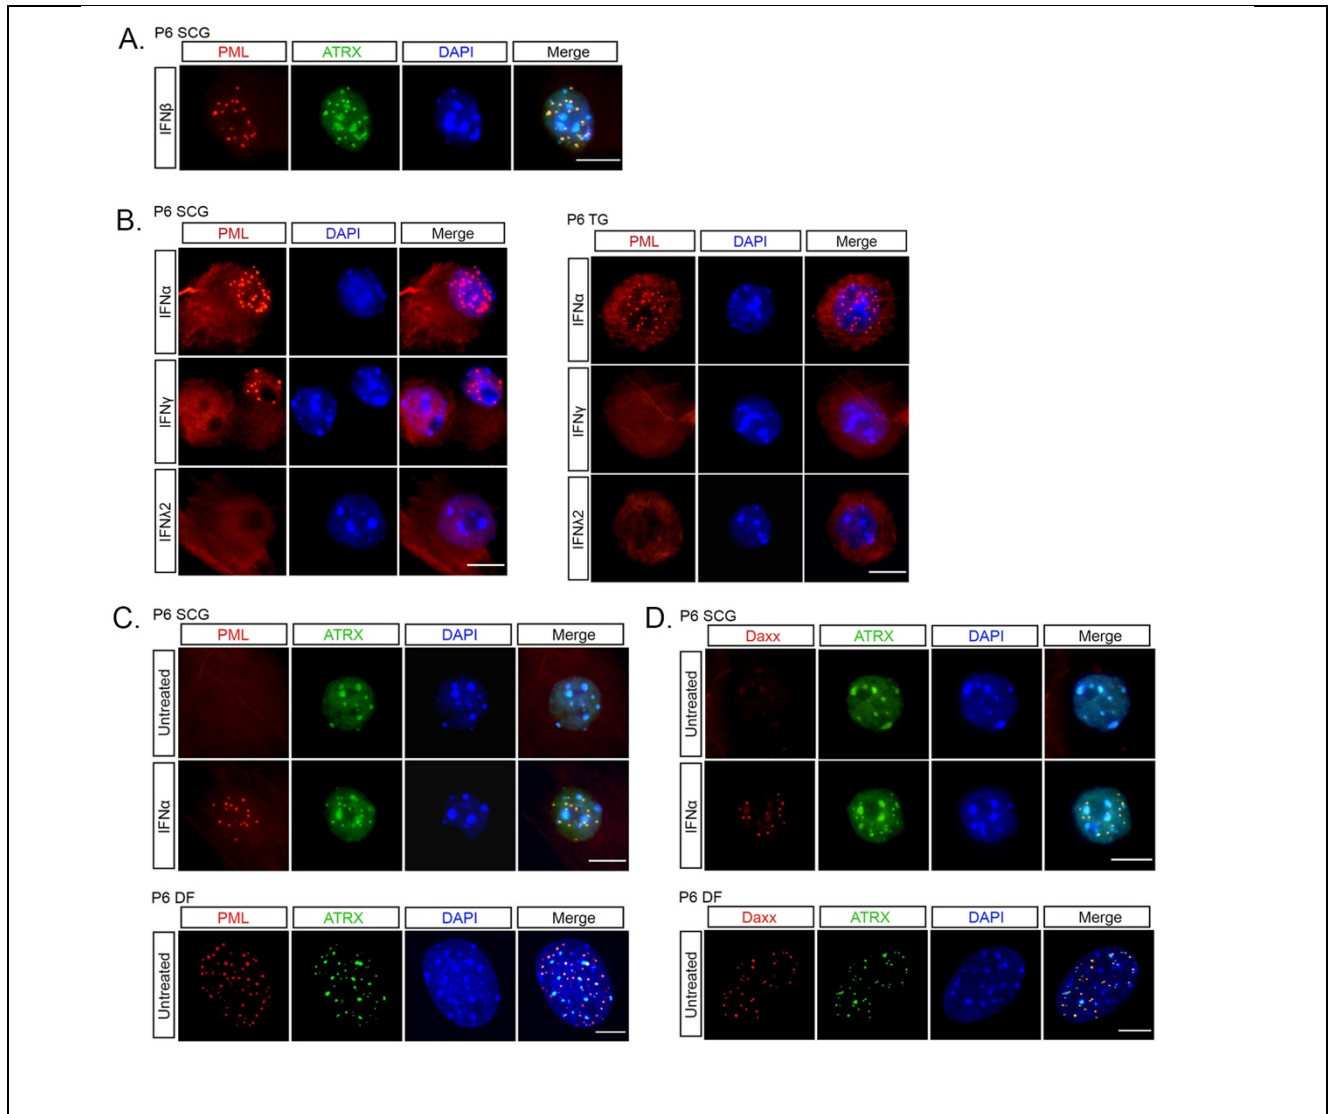 A. P6 SCG
PML ATRX DAPI Merge
IFNβ
B. P6 SCG
PML DAPI Merge
IFNα
IFNγ
IFNλ2
P6 TG
PML DAPI Merge
IFNα
IFNγ
IFNλ2
C. P6 SCG
PML ATRX DAPI Merge
Untreated
IFNα
P6 DF
PML ATRX DAPI Merge
Untreated
D. P6 SCG
Daxx ATRX DAPI Merge
Untreated
IFNα
P6 DF
Daxx ATRX DAPI Merge
Untreated